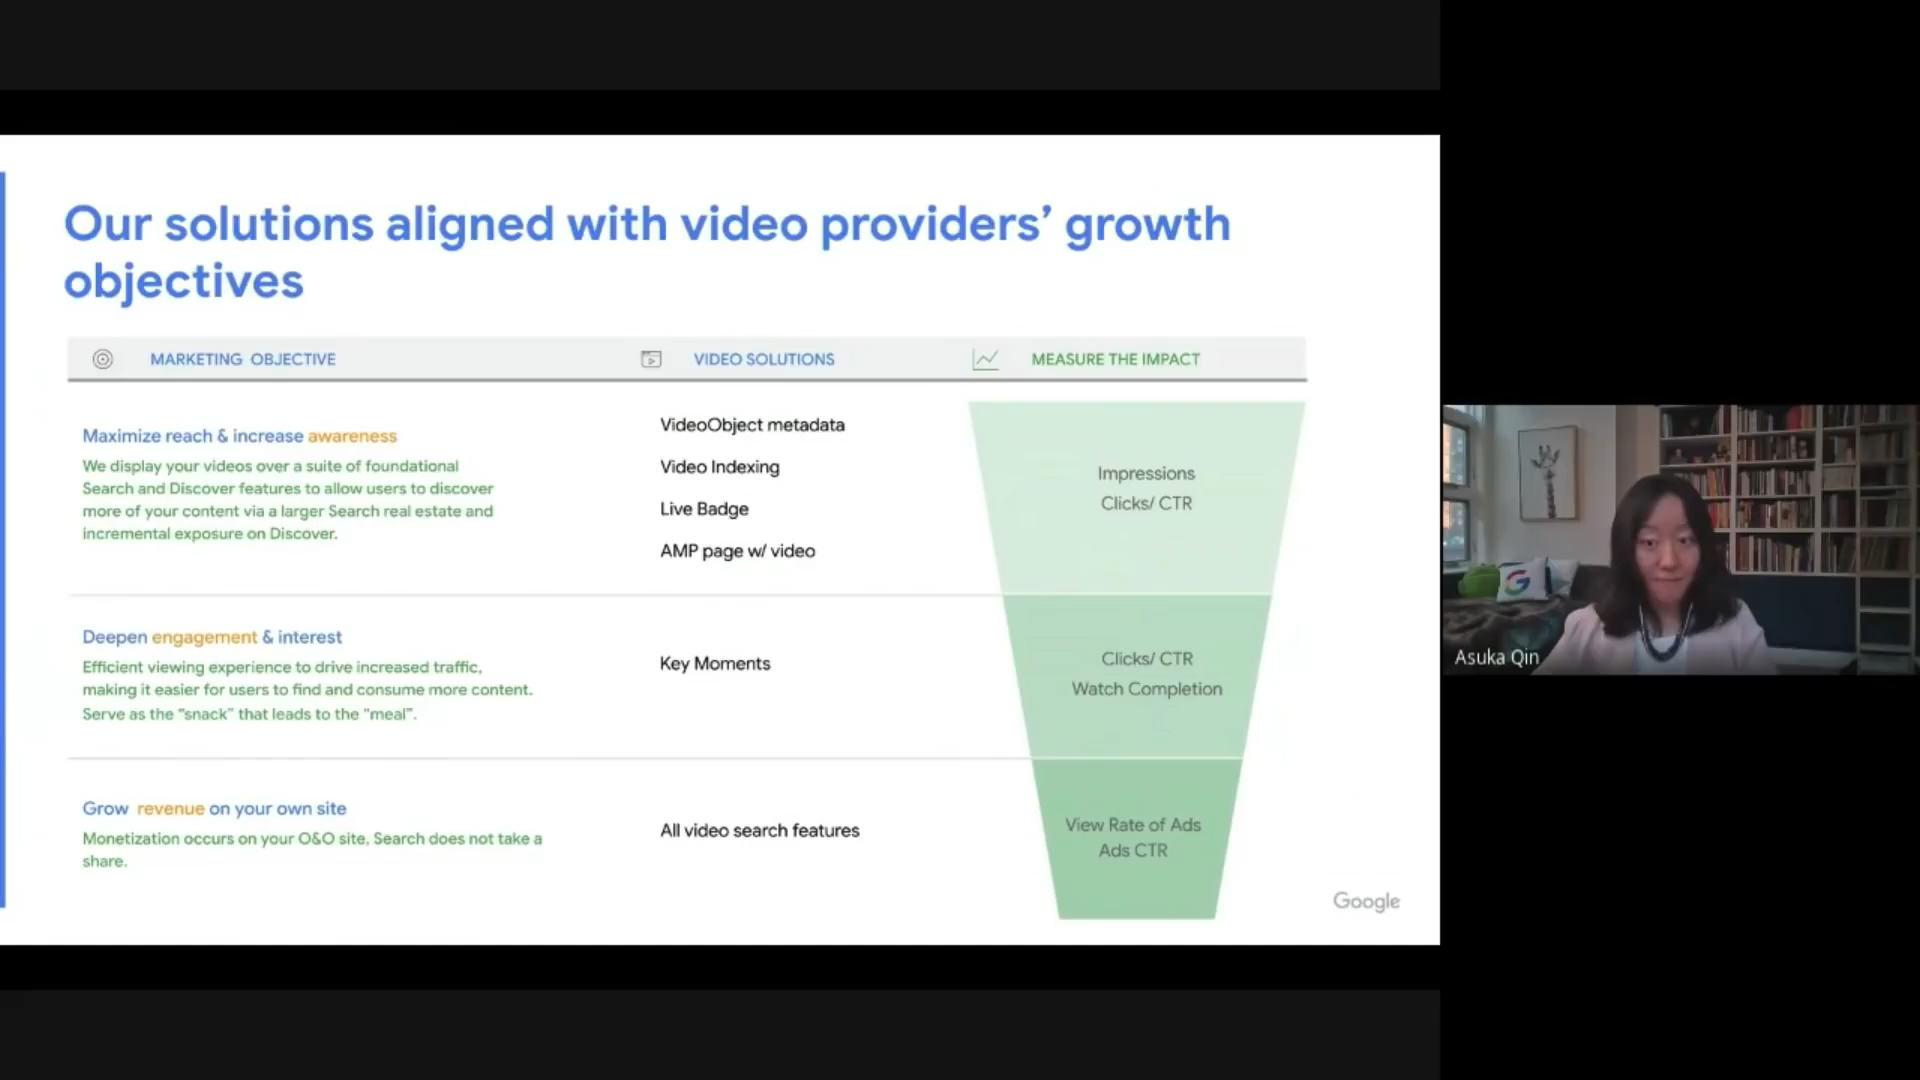 Our solutions aligned with video providers’ growth
objectives
MARKETING OBJECTIVE
VIDEO SOLUTIONS
MEASURE THE IMPACT
Maximize reach & increase awareness
We display your videos over a suite of foundational
Search and Discover features to allow users to discover
more of your content via a larger Search real estate and
incremental exposure on Discover.
VideoObject metadata
Video Indexing
Live Badge
AMP page w/ video
Impressions
Clicks/ CTR
Deepen engagement & interest
Efficient viewing experience to drive increased traffic,
making it easier for users to find and consume more content.
Serve as the “snack” that leads to the “meal”.
Key Moments
Clicks/ CTR
Watch Completion
Grow revenue on your own site
Monetization occurs on your O&O site, Search does not take a
share.
All video search features
View Rate of Ads
Ads CTR
Google
Asuka Qin